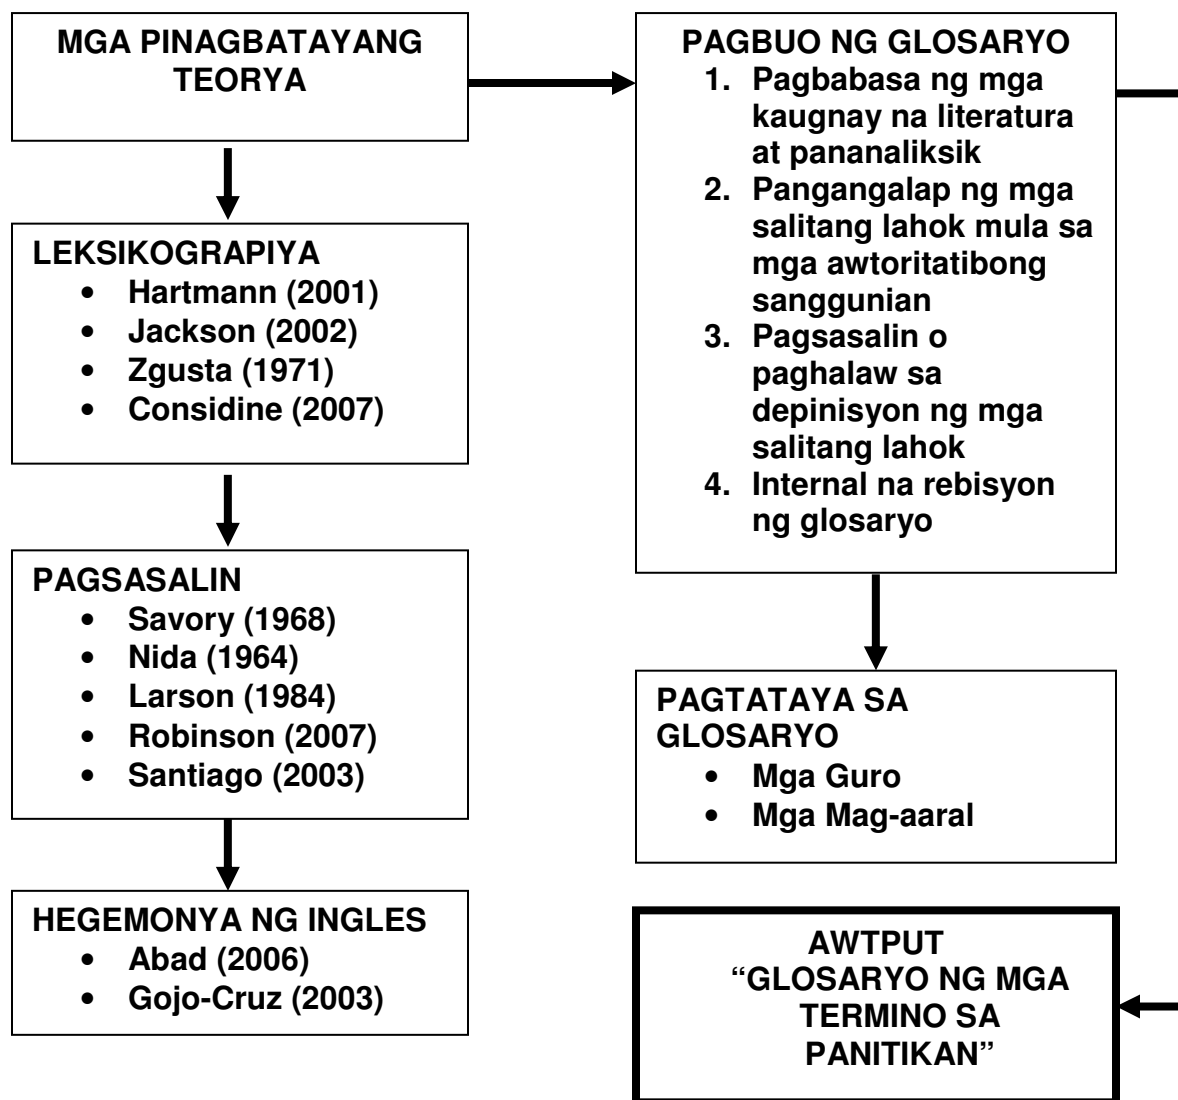 MGA PINAGBATAYANG
TEORYA
LEKSIKOGRAPIYA
• Hartmann (2001)
• Jackson (2002)
• Zgusta (1971)
• Considine (2007)
PAGSASALIN
• Savory (1968)
• Nida (1964)
• Larson (1984)
• Robinson (2007)
• Santiago (2003)
HEGEMONYA NG INGLES
• Abad (2006)
• Gojo-Cruz (2003)
PAGBUO NG GLOSARYO
1. Pagbabasa ng mga
kaugnay na literatura
at pananaliksik
2. Pangangalap ng mga
salitang lahok mula sa
mga awtoritatibong
sanggunian
3. Pagsasalin o
paghalaw sa
depinisyon ng mga
salitang lahok
4. Internal na rebisyon
ng glosaryo
PAGTATAYA SA
GLOSARYO
• Mga Guro
• Mga Mag-aaral
AWTPUT
“GLOSARYO NG MGA
TERMINO SA
PANITIKAN”